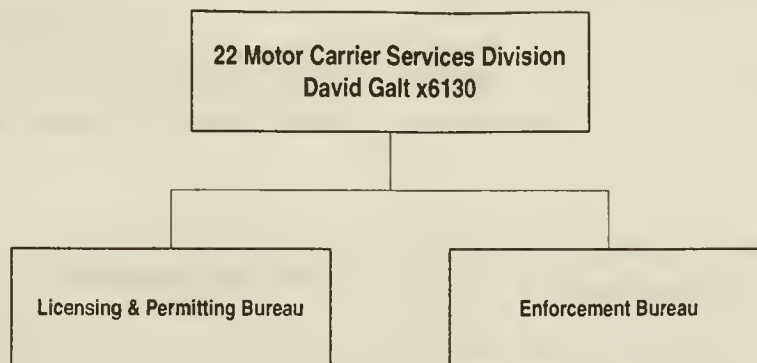 22 Motor Carrier Services Division
David Galt x6130
Licensing & Permitting Bureau
Enforcement Bureau